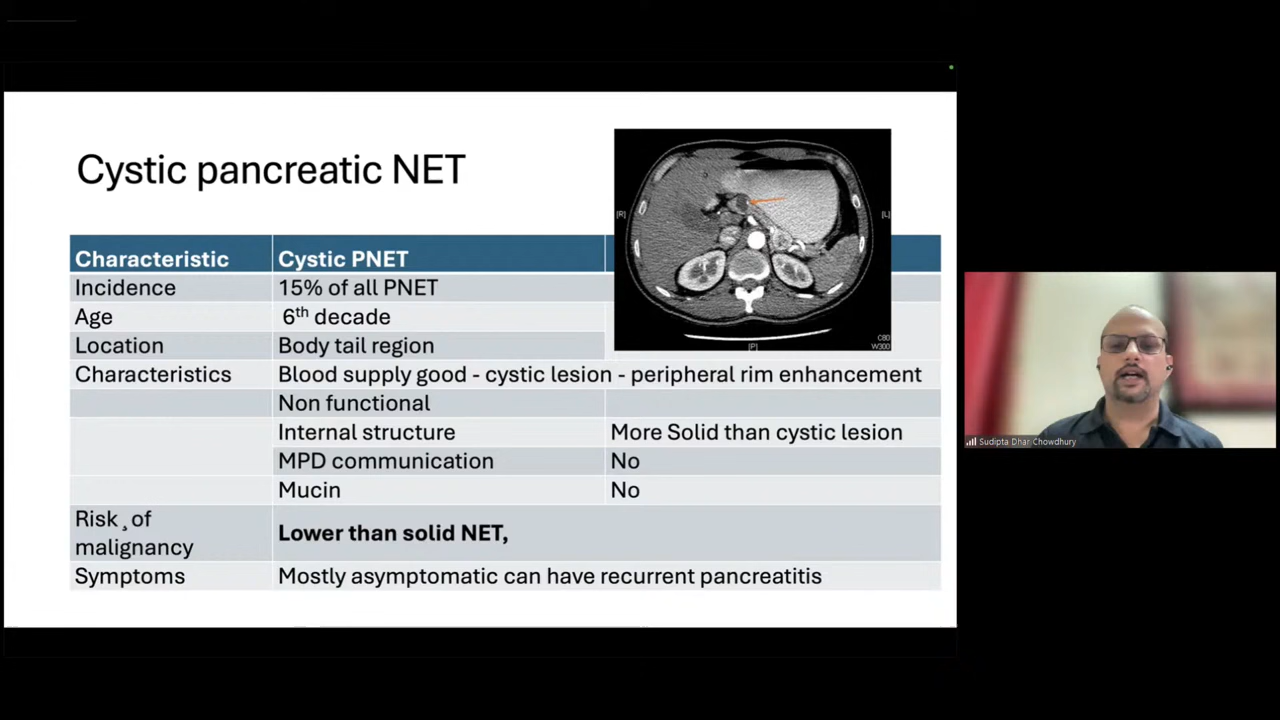 Cystic pancreatic NET
[R]
[L]
[P]
C80
W300
Characteristic Cystic PNET
Incidence 15% of all PNET
Age 6th decade
Location Body tail region
Characteristics Blood supply good - cystic lesion - peripheral rim enhancement
Non functional
Internal structure More Solid than cystic lesion
MPD communication No
Mucin No
Risk ¸ of
malignancy
Lower than solid NET,
Symptoms Mostly asymptomatic can have recurrent pancreatitis
Sudipta Dhar Chowdhury